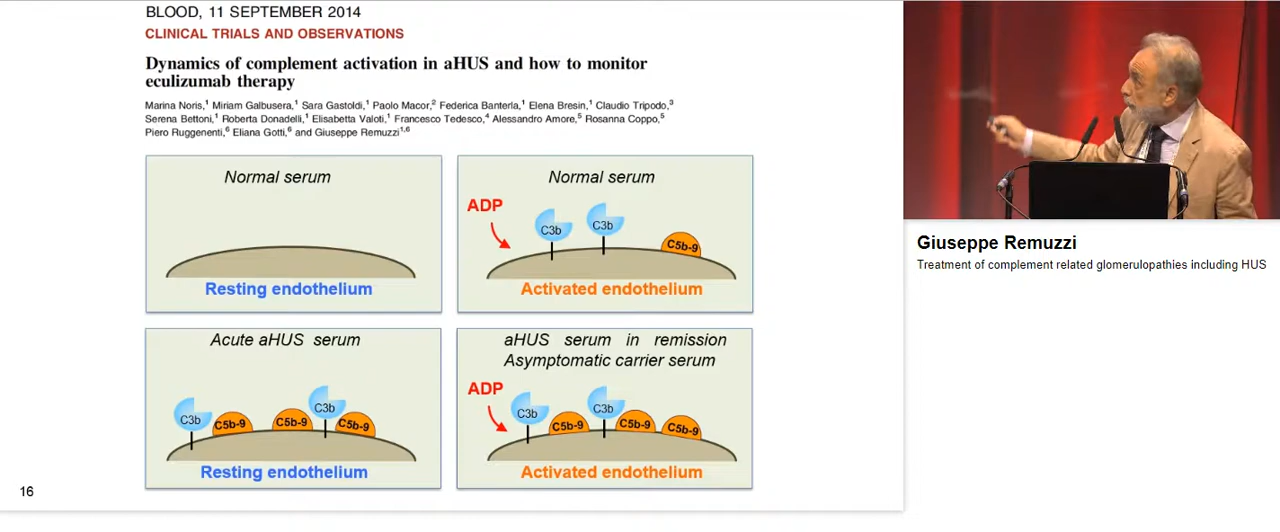 BLOOD, 11 SEPTEMBER 2014
CLINICAL TRIALS AND OBSERVATIONS
Dynamics of complement activation in aHUS and how to monitor
eculizumab therapy
Marina Noris,1 Miriam Galbusera,1 Sara Gastoldi,1 Paolo Macor,2 Federica Banterla,1 Elena Bresin,1 Claudio Tripodo,3
Serena Bettoni,1 Roberta Donadelli,1 Elisabetta Valoti,1 Francesco Tedesco,4 Alessandro Amore,5 Rosanna Coppo,5
Piero Ruggenenti,6 Eliana Gotti,6 and Giuseppe Remuzzi1,6
Normal serum
Resting endothelium
Normal serum
ADP
C3b
C3b
C5b-9
Activated endothelium
Acute aHUS serum
C3b
C5b-9
C5b-9
C3b
C5b-9
Resting endothelium
aHUS serum in remission
Asymptomatic carrier serum
ADP
C3b
C5b-9
C3b
C5b-9
C5b-9
Activated endothelium
16
Giuseppe Remuzzi
Treatment of complement related glomerulopathies including HUS